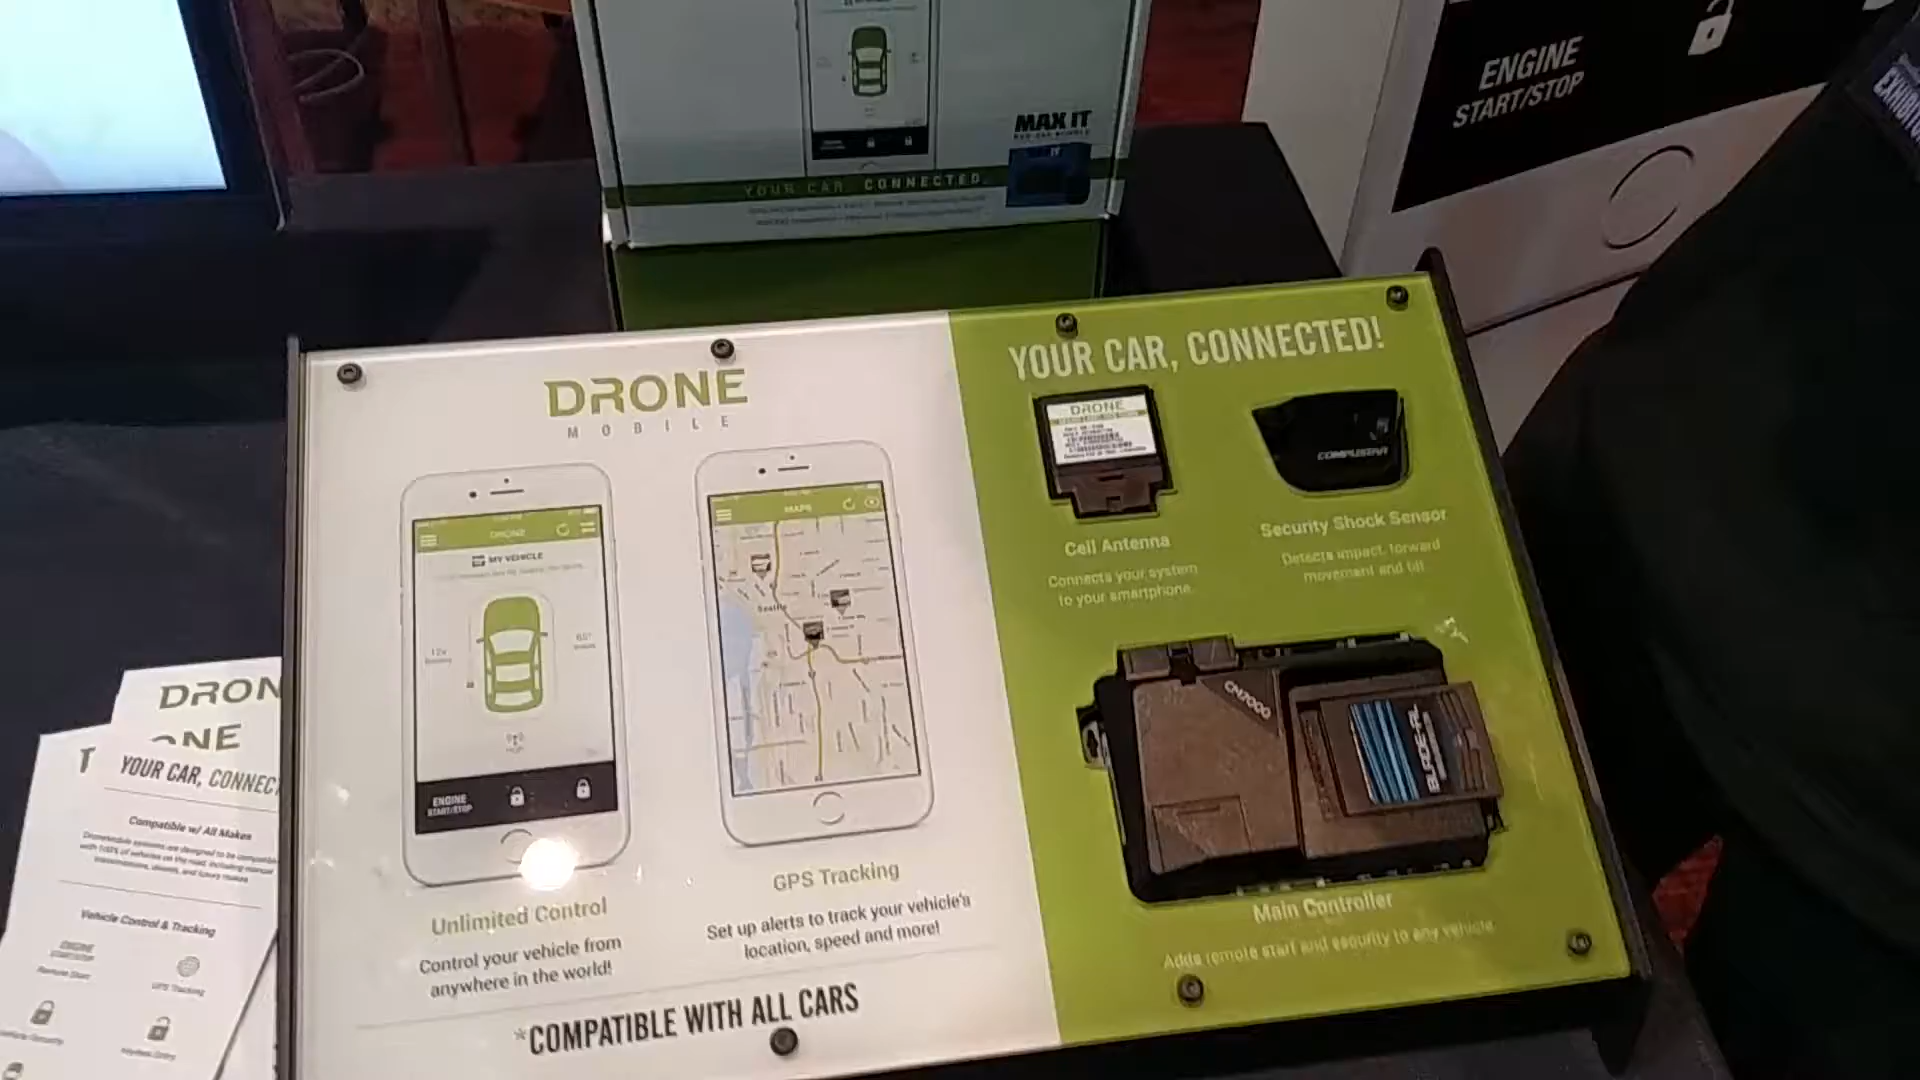 MAX IT
YOUR CAR. CONNECTED.
ENGINE
START/STOP
DRONE
MOBILE
DRONE
MY VEHICLE
ENGINE
START/STOP
MAPS
Seattle
Unlimited Control
Control your vehicle from
anywhere in the world!
GPS Tracking
Set up alerts to track your vehicle's
location, speed and more!
*COMPATIBLE WITH ALL CARS
YOUR CAR, CONNECTED!
DRONE
Cell Antenna
Connects your system
to your smartphone.
COMPUSTAR
Security Shock Sensor
Detects impact, forward
movement and tilt.
CM7000
Main Controller
Adds remote start and security to any vehicle.
DRON
ONE
YOUR CAR, CONNECT
Compatible w/ All Makes
Vehicle Control & Tracking
Remote Start
GPS Tracking
Keyless Entry